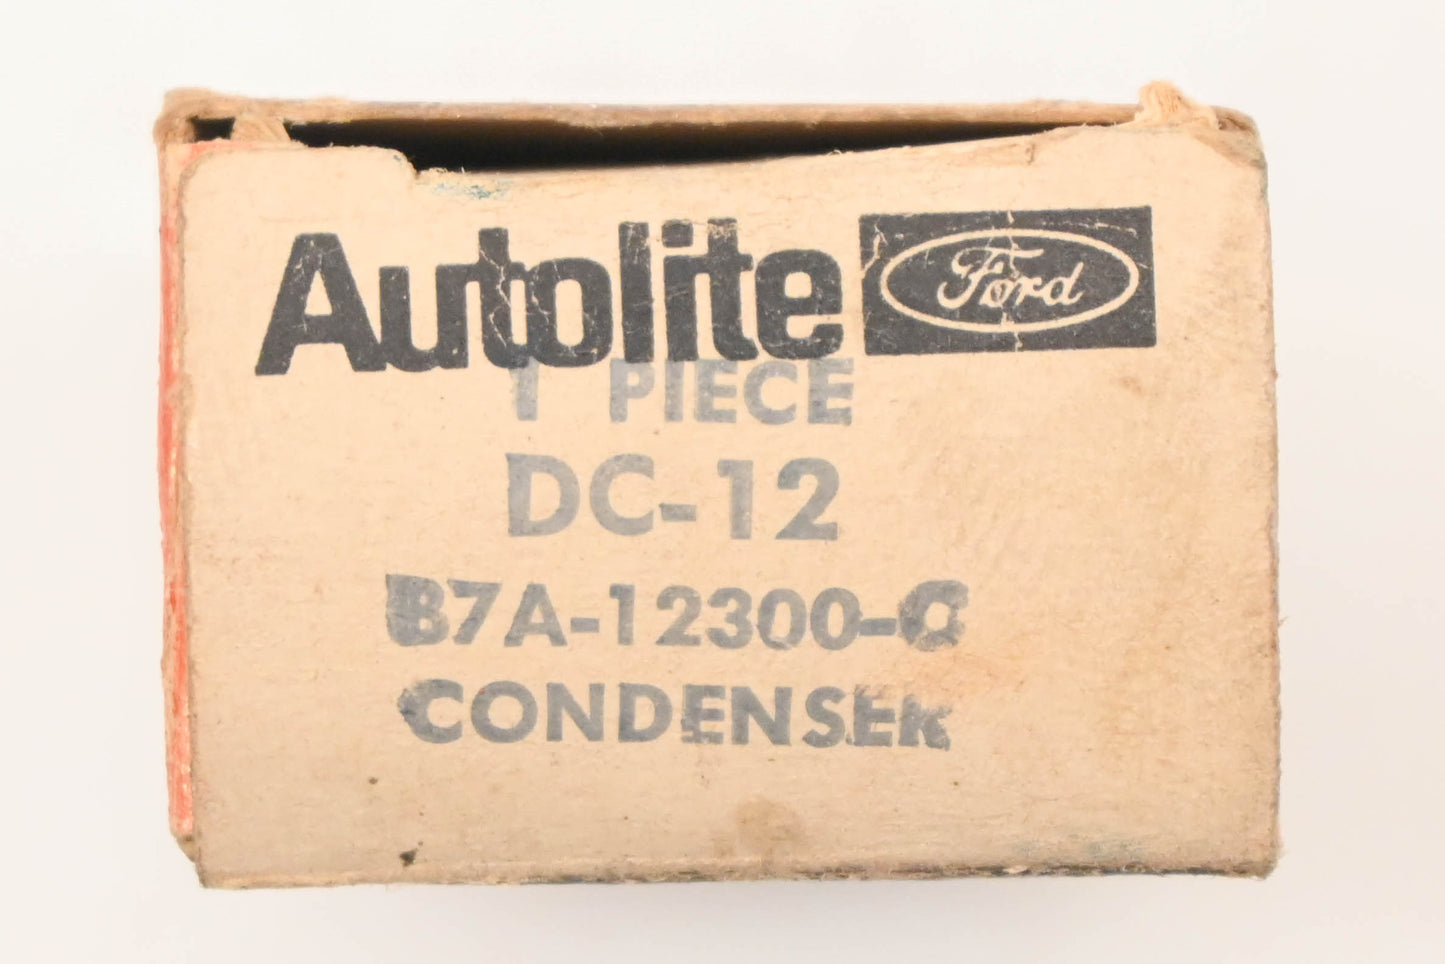 Autolite Ford
1 PIECE
DC-12
B7A-12300-C
CONDENSER